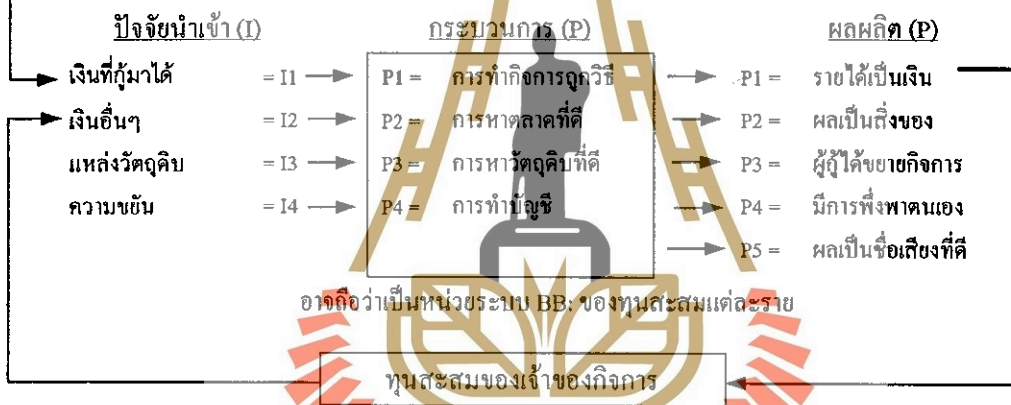 ปัจจัยนำเข้า (I) กระบวนการ (P) ผลผลิต (P)
เงินที่กู้มาได้ = I1 P1 = การทำกิจการถูกวิธี P1 = รายได้เป็นเงิน
เงินอื่นๆ = I2 P2 = การหาตลาดที่ดี P2 = ผลเป็นสิ่งของ
แหล่งวัตถุดิบ = I3 P3 = การหาวัตถุดิบที่ดี P3 = ผู้กู้ได้ขยายกิจการ
ความขยัน = I4 P4 = การทำบัญชี P4 = มีการพึ่งพาตนเอง
P5 = ผลเป็นชื่อเสียงที่ดี
อาจถือว่าเป็นหน่วยระบบ BB: ของทุนสะสมแต่ละราย
ทุนสะสมของเจ้าของกิจการ